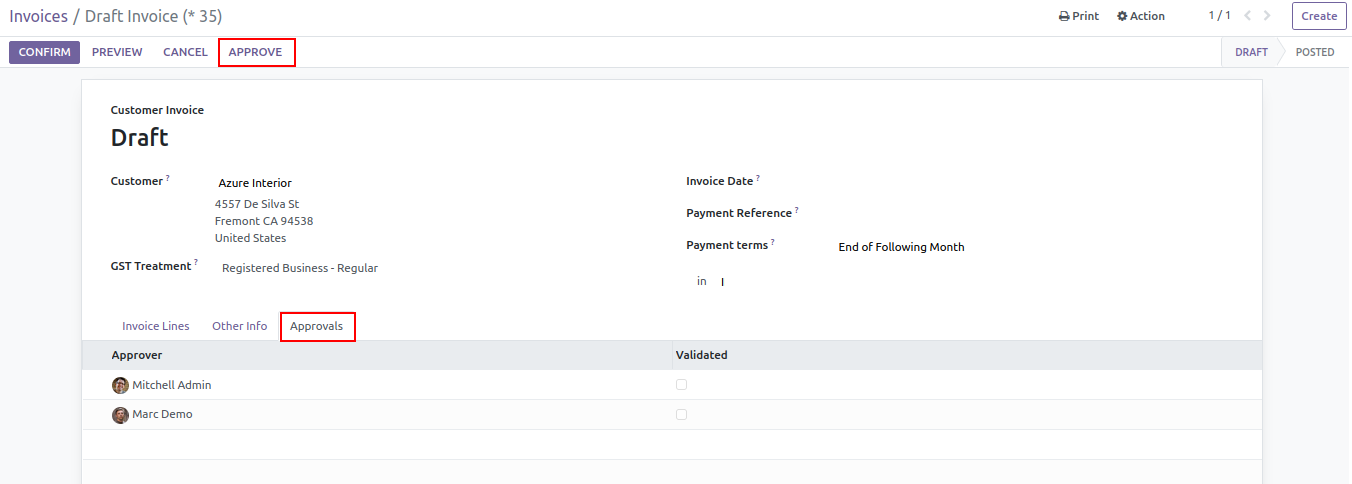 Invoices / Draft Invoice (* 35) Print Action 1 / 1 Create
CONFIRM PREVIEW CANCEL APPROVE DRAFT POSTED
Customer Invoice
Draft
Customer ? Azure Interior Invoice Date ?
4557 De Silva St
Fremont CA 94538 Payment Reference ?
United States
Payment terms ? End of Following Month
GST Treatment ? Registered Business - Regular
in I
Invoice Lines Other Info Approvals
Approver Validated
Mitchell Admin
Marc Demo